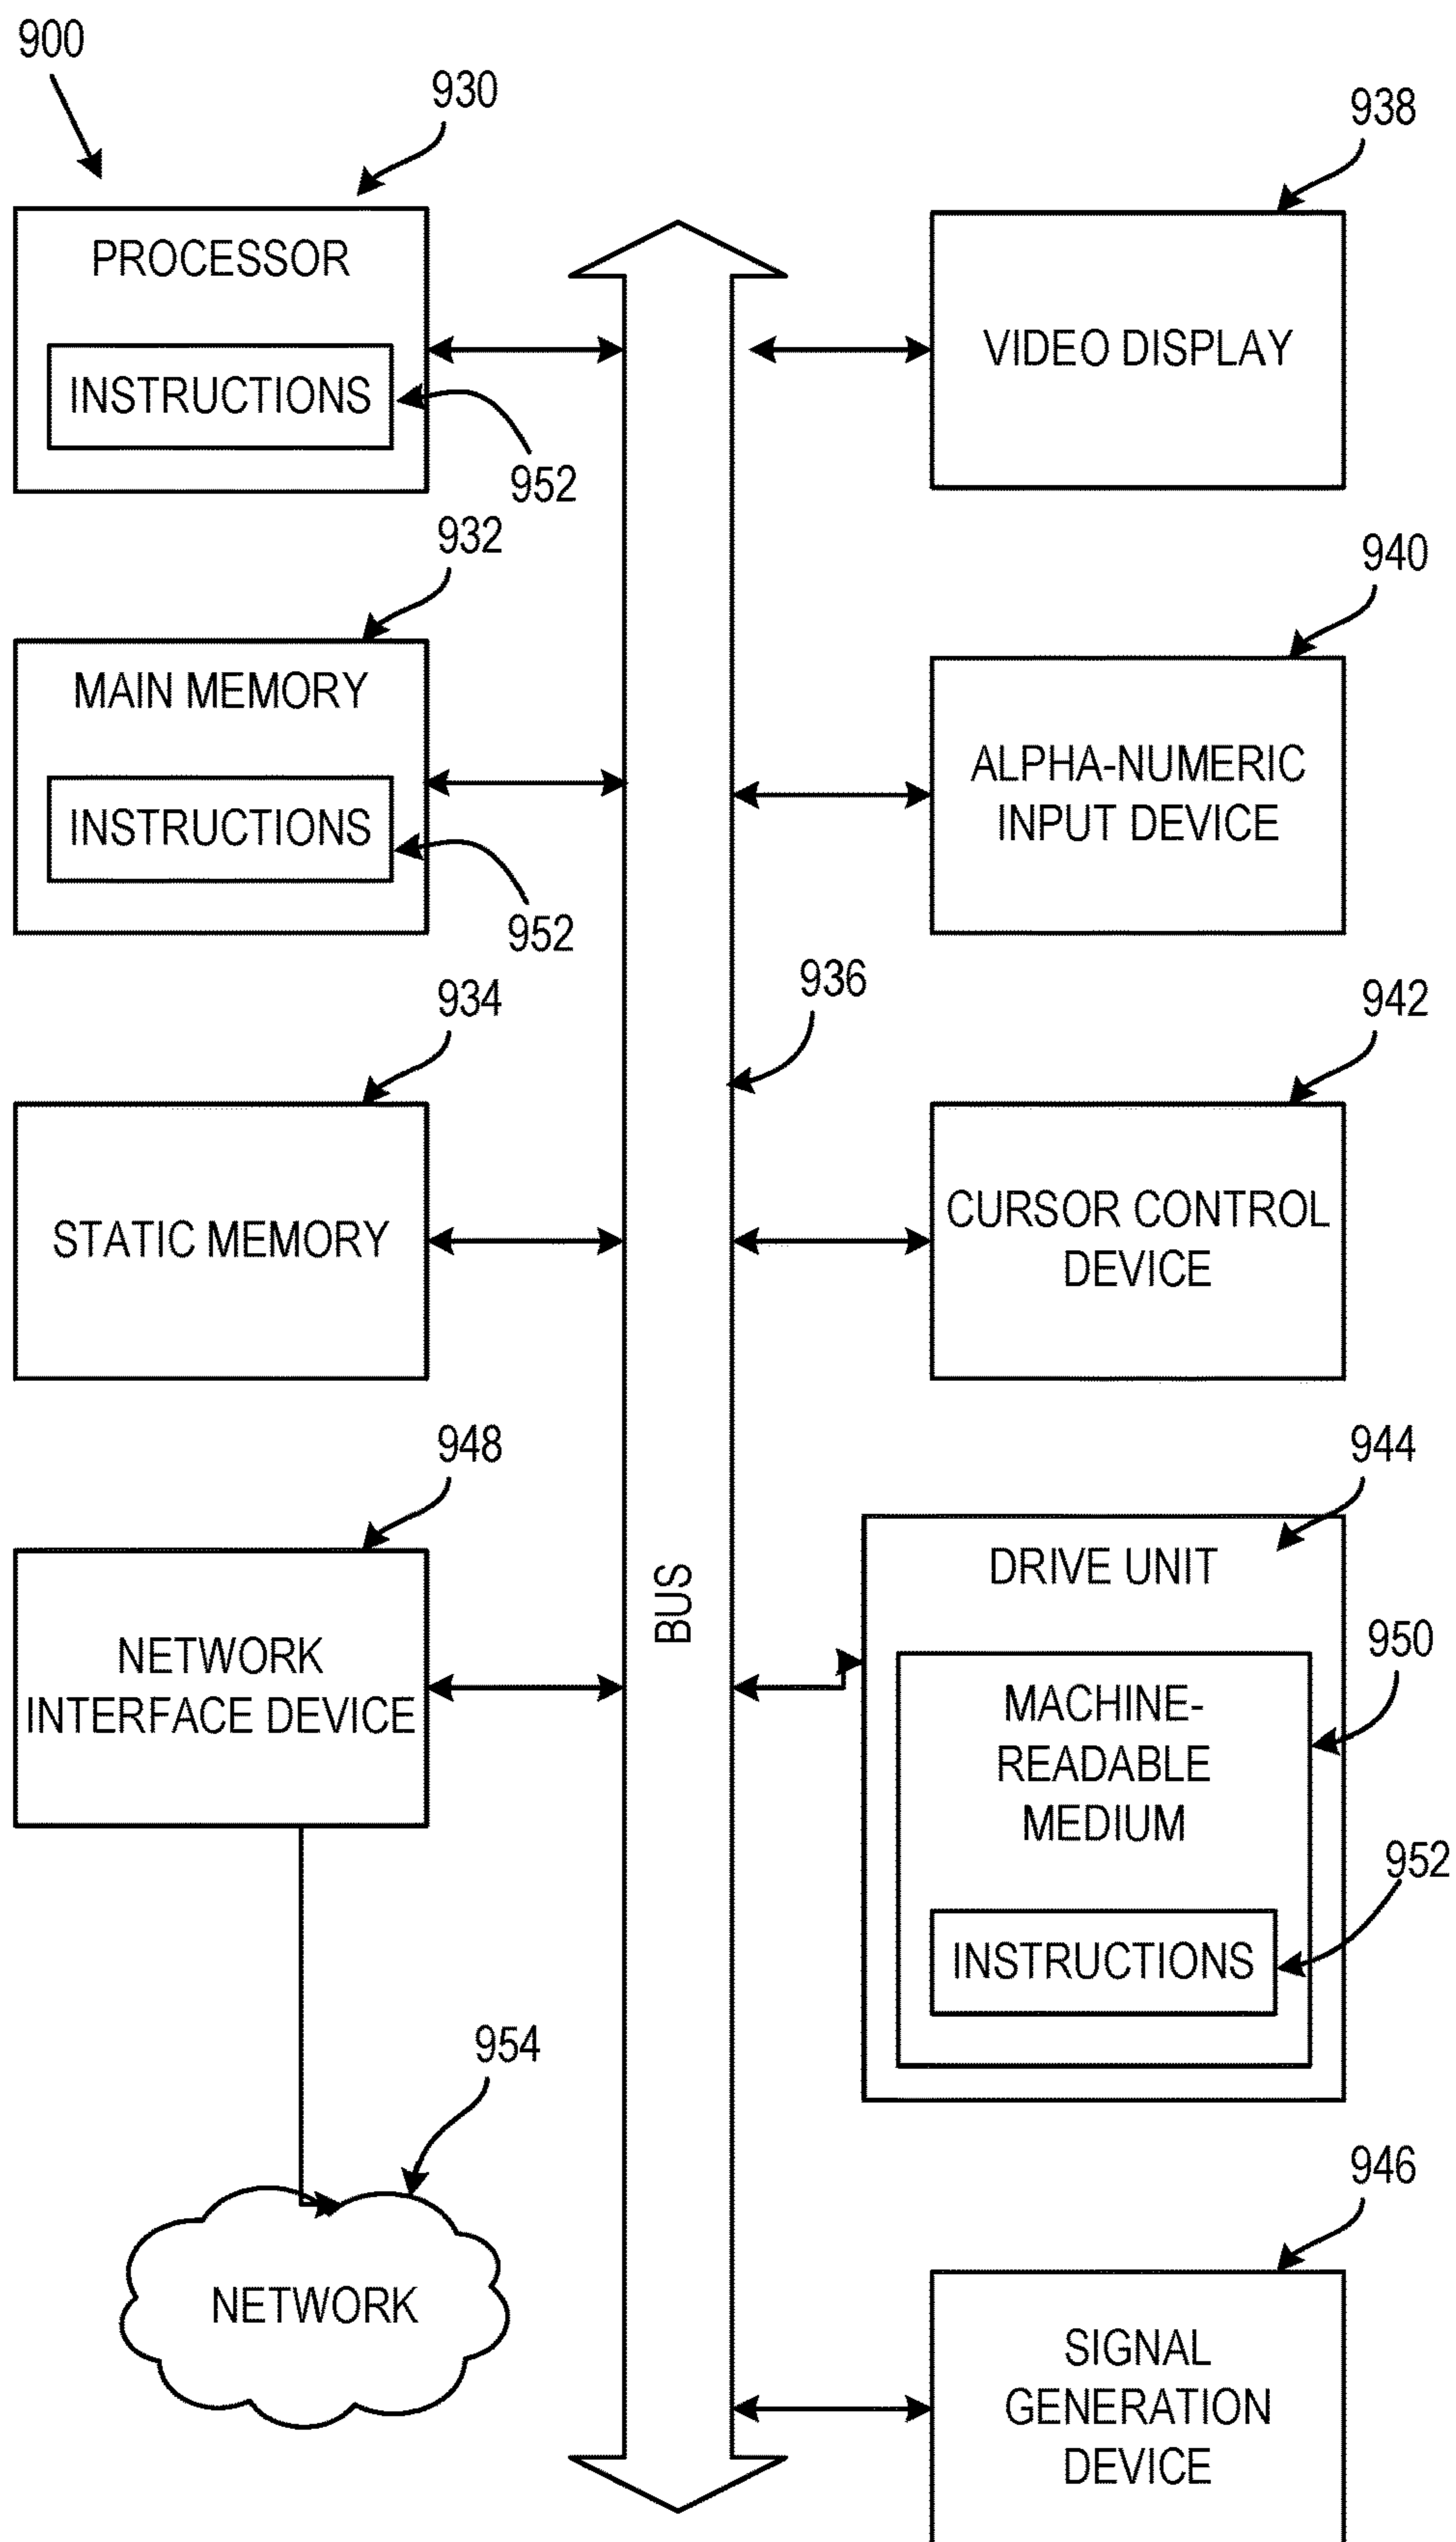 900
930
938
PROCESSOR
VIDEO DISPLAY
INSTRUCTIONS
952
932
940
MAIN MEMORY
ALPHA-NUMERIC
INPUT DEVICE
INSTRUCTIONS
952
936
934
942
STATIC MEMORY
CURSOR CONTROL
DEVICE
948
944
DRIVE UNIT
BUS
950
NETWORK
INTERFACE DEVICE
MACHINE-
READABLE
MEDIUM
952
INSTRUCTIONS
954
946
NETWORK
SIGNAL
GENERATION
DEVICE